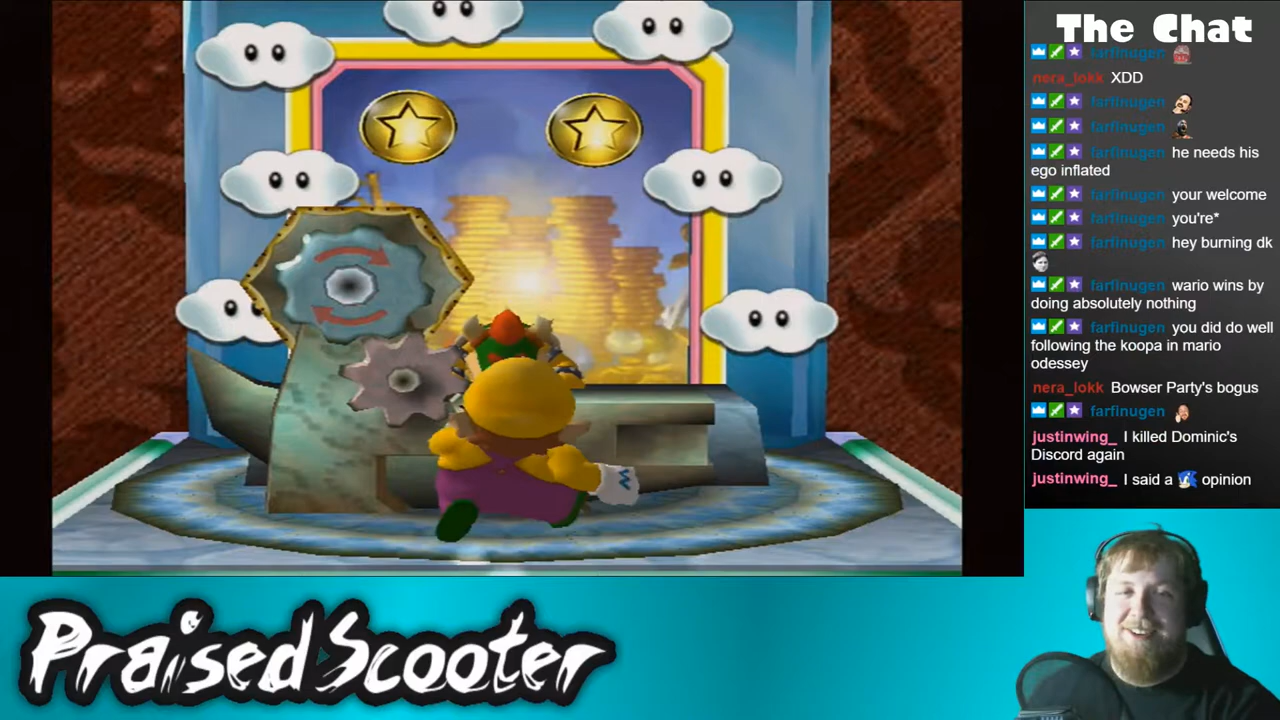 The Chat
farfinugen
nera_lokk XDD
farfinugen
farfinugen
farfinugen he needs his
ego inflated
farfinugen your welcome
farfinugen you're*
farfinugen hey burning dk
farfinugen wario wins by
doing absolutely nothing
farfinugen you did do well
following the koopa in mario
odessey
nera_lokk Bowser Party's bogus
farfinugen
justinwing_ I killed Dominic's
Discord again
justinwing_ I said a opinion
PraisedScooter